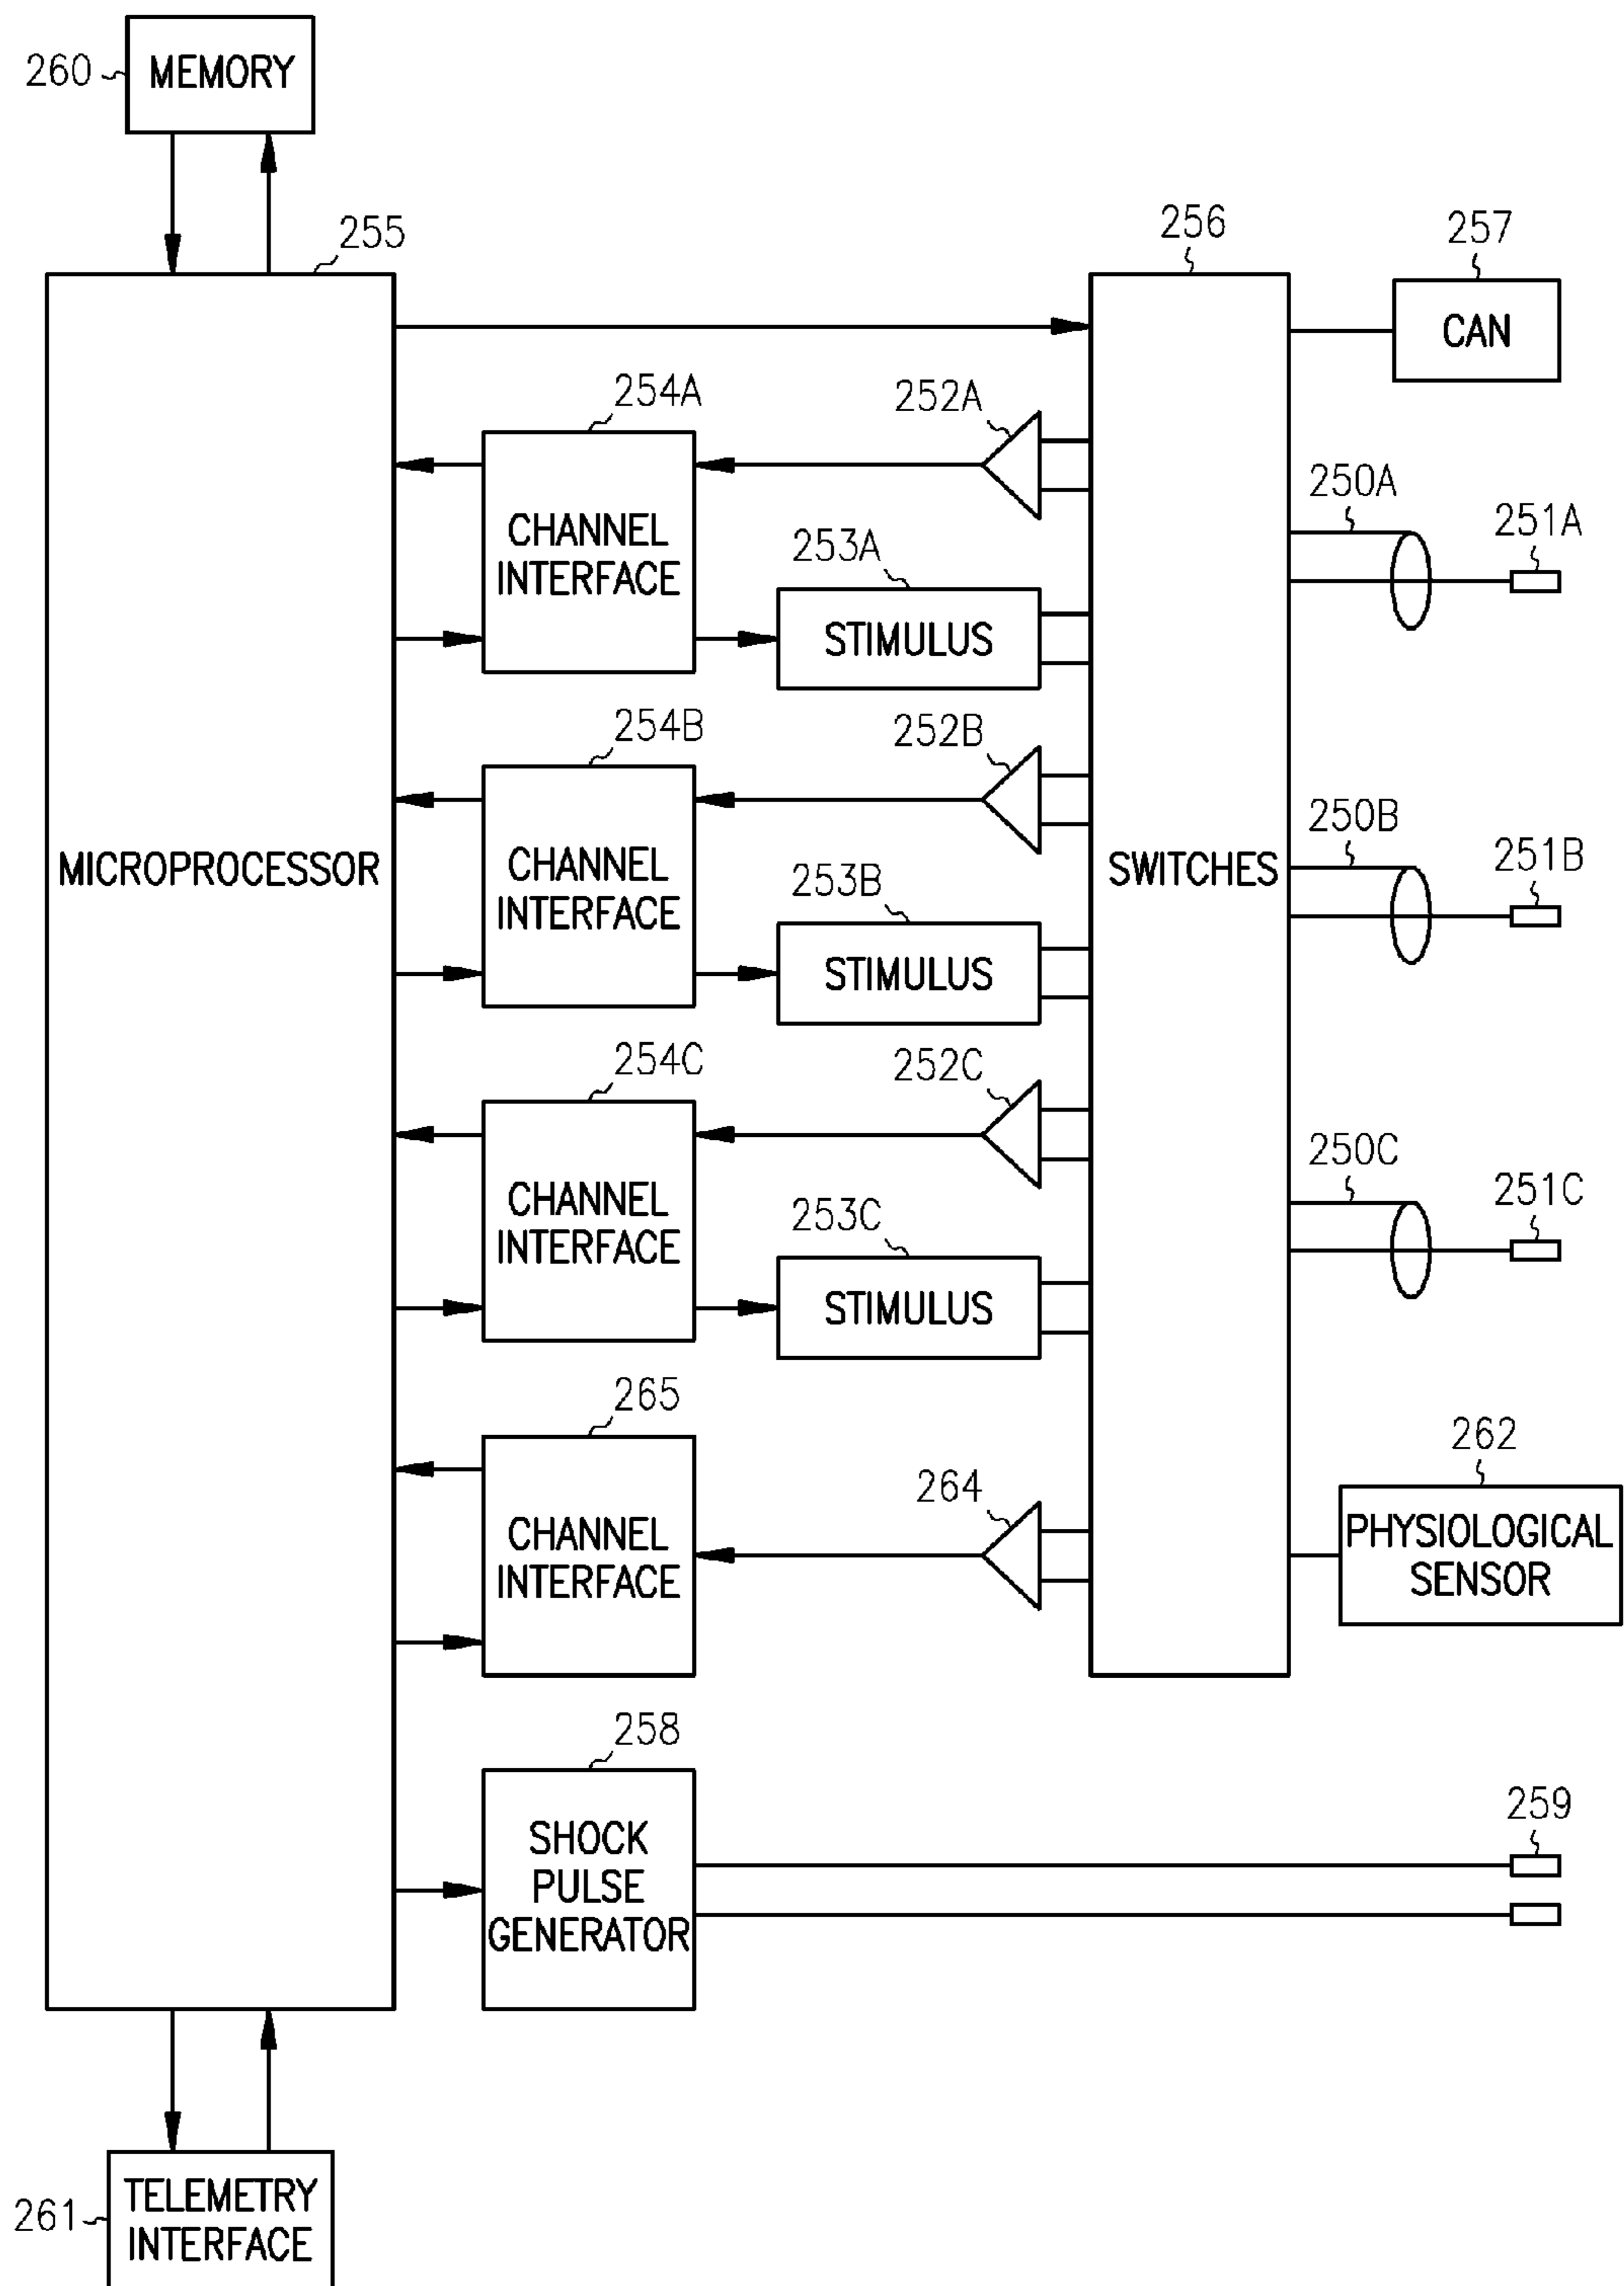 260
MEMORY
255
256
257
CAN
254A
252A
250A
251A
CHANNEL
INTERFACE
253A
STIMULUS
254B
252B
MICROPROCESSOR
CHANNEL
INTERFACE
253B
STIMULUS
SWITCHES
250B
251B
254C
252C
CHANNEL
INTERFACE
253C
STIMULUS
250C
251C
265
CHANNEL
INTERFACE
264
262
PHYSIOLOGICAL
SENSOR
258
SHOCK
PULSE
GENERATOR
259
261
TELEMETRY
INTERFACE